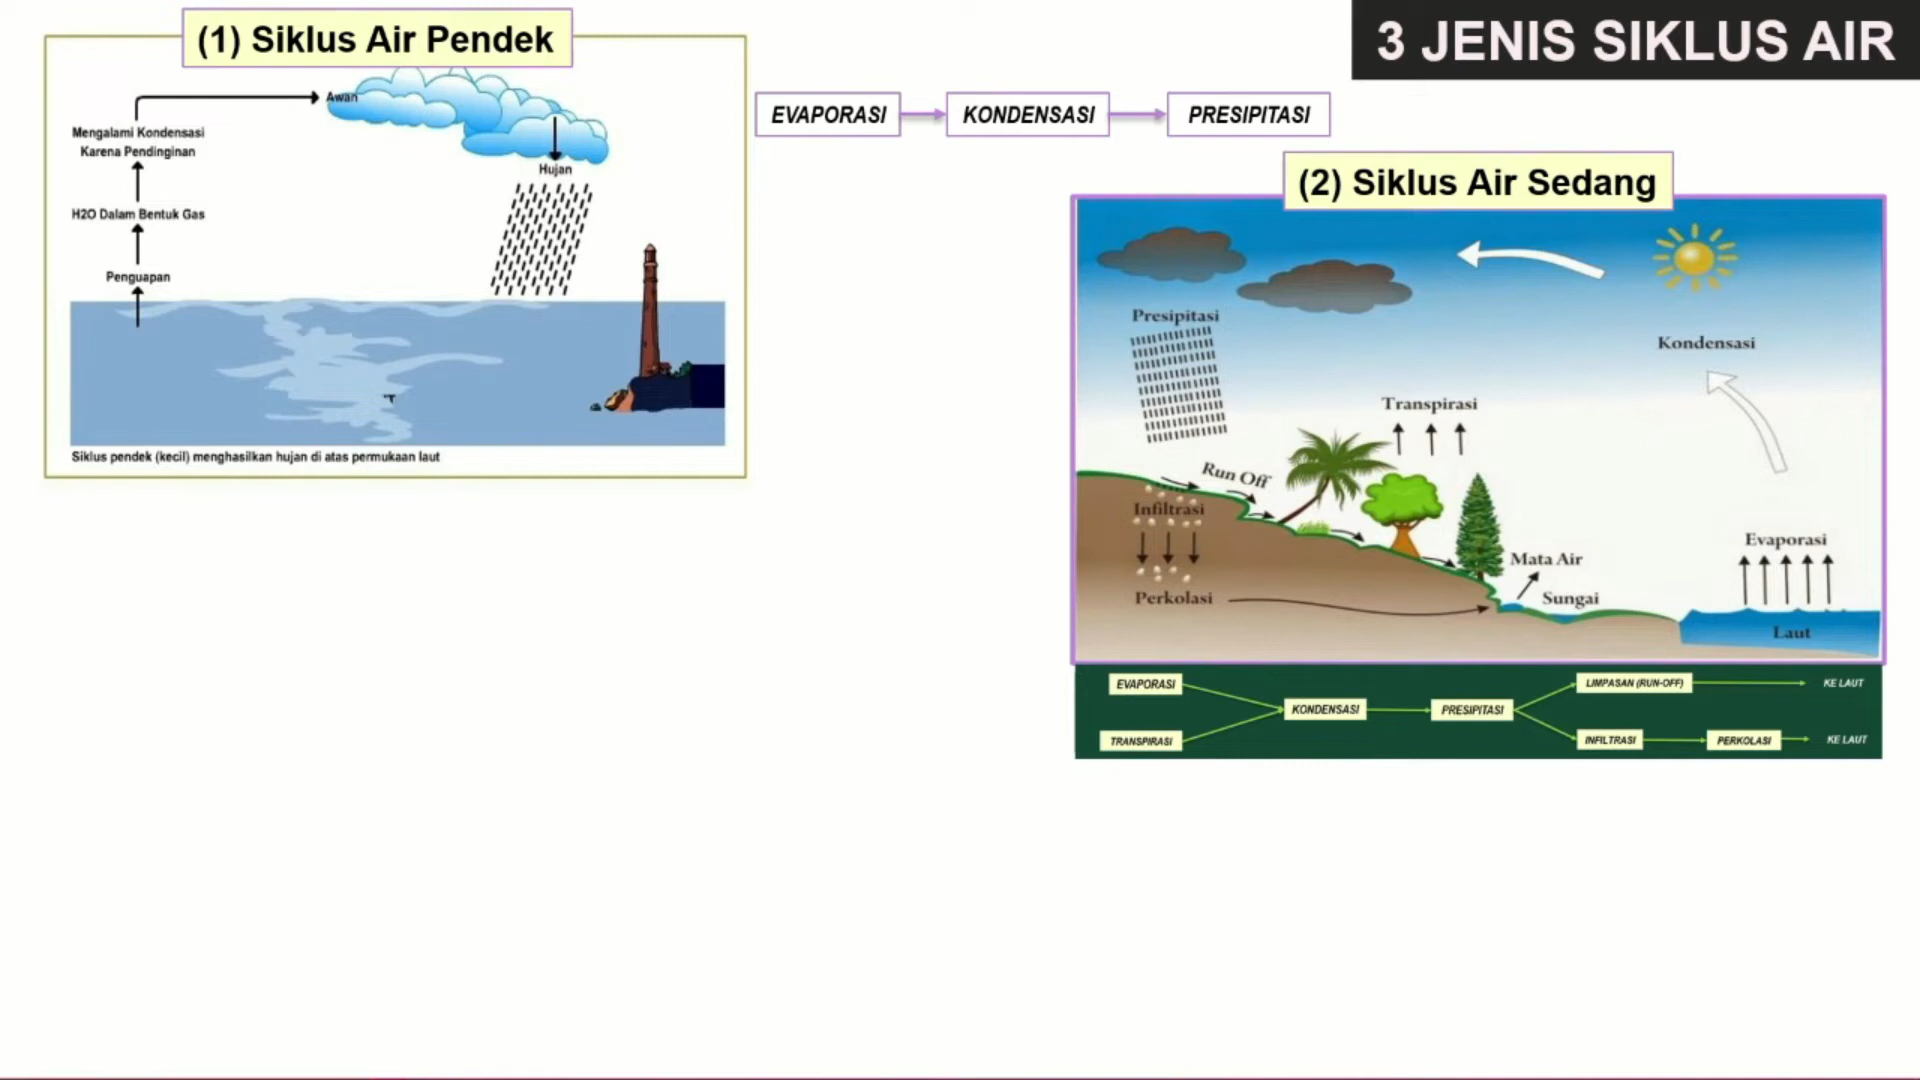 3 JENIS SIKLUS AIR
(1) Siklus Air Pendek
Awan
Mengalami Kondensasi
Karena Pendinginan
Hujan
H2O Dalam Bentuk Gas
Penguapan
Siklus pendek (kecil) menghasilkan hujan di atas permukaan laut
EVAPORASI
KONDENSASI
PRESIPITASI
(2) Siklus Air Sedang
Presipitasi
Kondensasi
Transpirasi
Run Off
Infiltrasi
Evaporasi
Mata Air
Perkolasi
Sungai
Laut
EVAPORASI
TRANSPIRASI
KONDENSASI
PRESIPITASI
LIMPASAN (RUN-OFF)
KE LAUT
INFILTRASI
PERKOLASI
KE LAUT